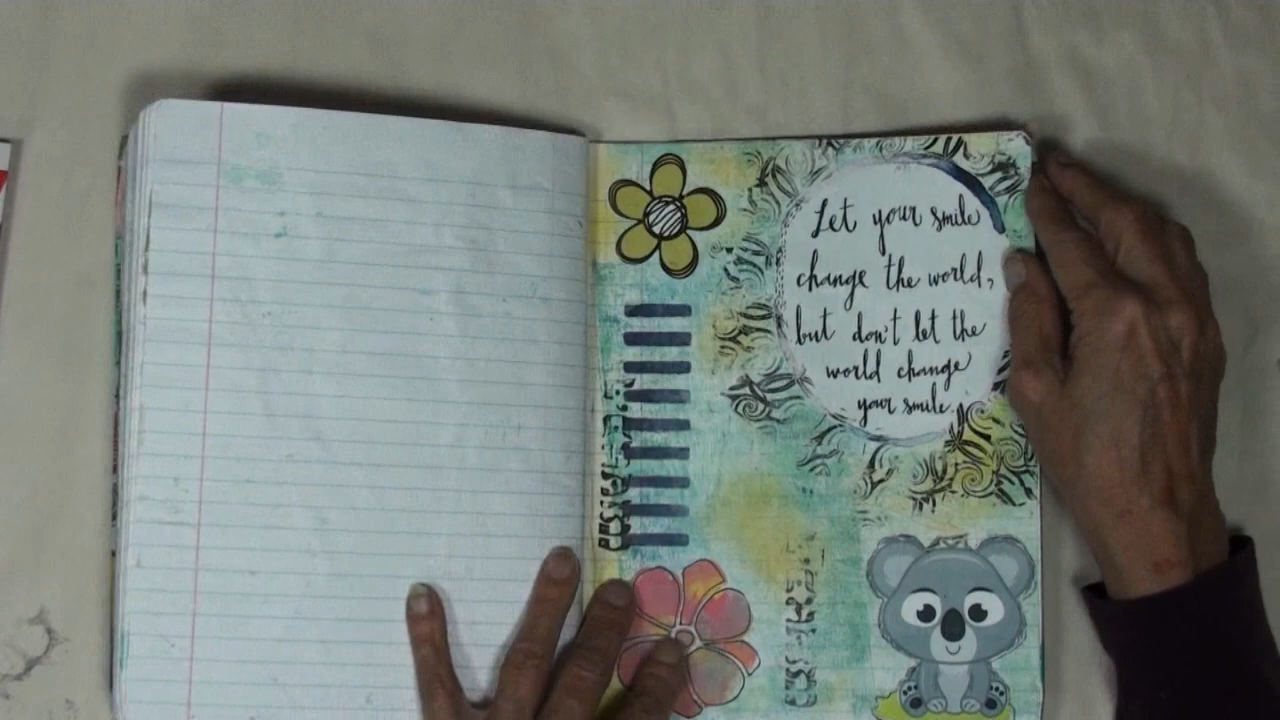 Let your smile
change the world,
but don't let the
world change
your smile.